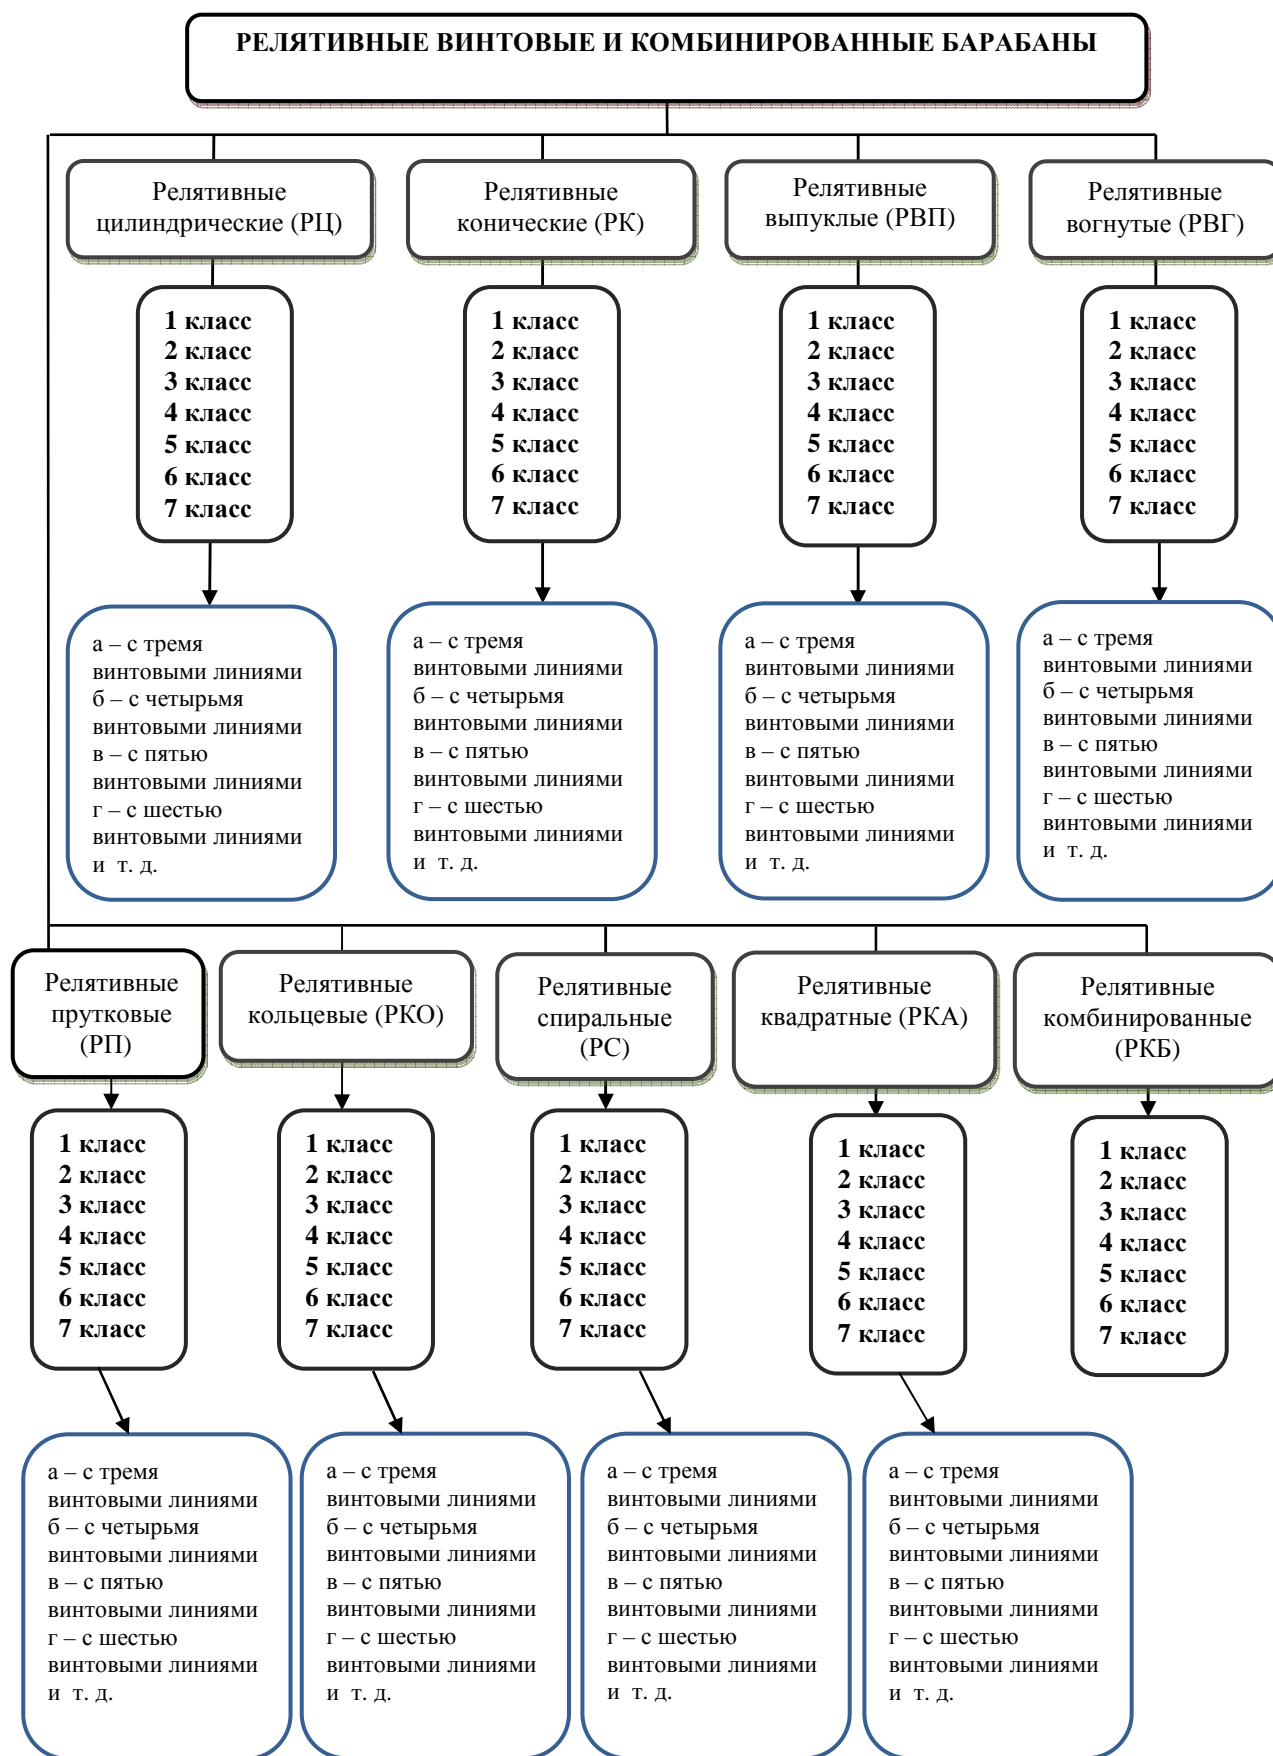 РЕЛЯТИВНЫЕ ВИНТОВЫЕ И КОМБИНИРОВАННЫЕ БАРАБАНЫ
Релятивные
цилиндрические (РЦ)
Релятивные
конические (РК)
Релятивные
выпуклые (РВП)
Релятивные
вогнутые (РВГ)
1 класс
2 класс
3 класс
4 класс
5 класс
6 класс
7 класс
1 класс
2 класс
3 класс
4 класс
5 класс
6 класс
7 класс
1 класс
2 класс
3 класс
4 класс
5 класс
6 класс
7 класс
1 класс
2 класс
3 класс
4 класс
5 класс
6 класс
7 класс
а – с тремя
винтовыми линиями
б – с четырьмя
винтовыми линиями
в – с пятью
винтовыми линиями
г – с шестью
винтовыми линиями
и т. д.
а – с тремя
винтовыми линиями
б – с четырьмя
винтовыми линиями
в – с пятью
винтовыми линиями
г – с шестью
винтовыми линиями
и т. д.
а – с тремя
винтовыми линиями
б – с четырьмя
винтовыми линиями
в – с пятью
винтовыми линиями
г – с шестью
винтовыми линиями
и т. д.
а – с тремя
винтовыми линиями
б – с четырьмя
винтовыми линиями
в – с пятью
винтовыми линиями
г – с шестью
винтовыми линиями
и т. д.
Релятивные
прутковые
(РП)
Релятивные
кольцевые (РКО)
Релятивные
спиральные
(РС)
Релятивные
квадратные (РКА)
Релятивные
комбинированные
(РКБ)
1 класс
2 класс
3 класс
4 класс
5 класс
6 класс
7 класс
1 класс
2 класс
3 класс
4 класс
5 класс
6 класс
7 класс
1 класс
2 класс
3 класс
4 класс
5 класс
6 класс
7 класс
1 класс
2 класс
3 класс
4 класс
5 класс
6 класс
7 класс
1 класс
2 класс
3 класс
4 класс
5 класс
6 класс
7 класс
а – с тремя
винтовыми линиями
б – с четырьмя
винтовыми линиями
в – с пятью
винтовыми линиями
г – с шестью
винтовыми линиями
и т. д.
а – с тремя
винтовыми линиями
б – с четырьмя
винтовыми линиями
в – с пятью
винтовыми линиями
г – с шестью
винтовыми линиями
и т. д.
а – с тремя
винтовыми линиями
б – с четырьмя
винтовыми линиями
в – с пятью
винтовыми линиями
г – с шестью
винтовыми линиями
и т. д.
а – с тремя
винтовыми линиями
б – с четырьмя
винтовыми линиями
в – с пятью
винтовыми линиями
г – с шестью
винтовыми линиями
и т. д.